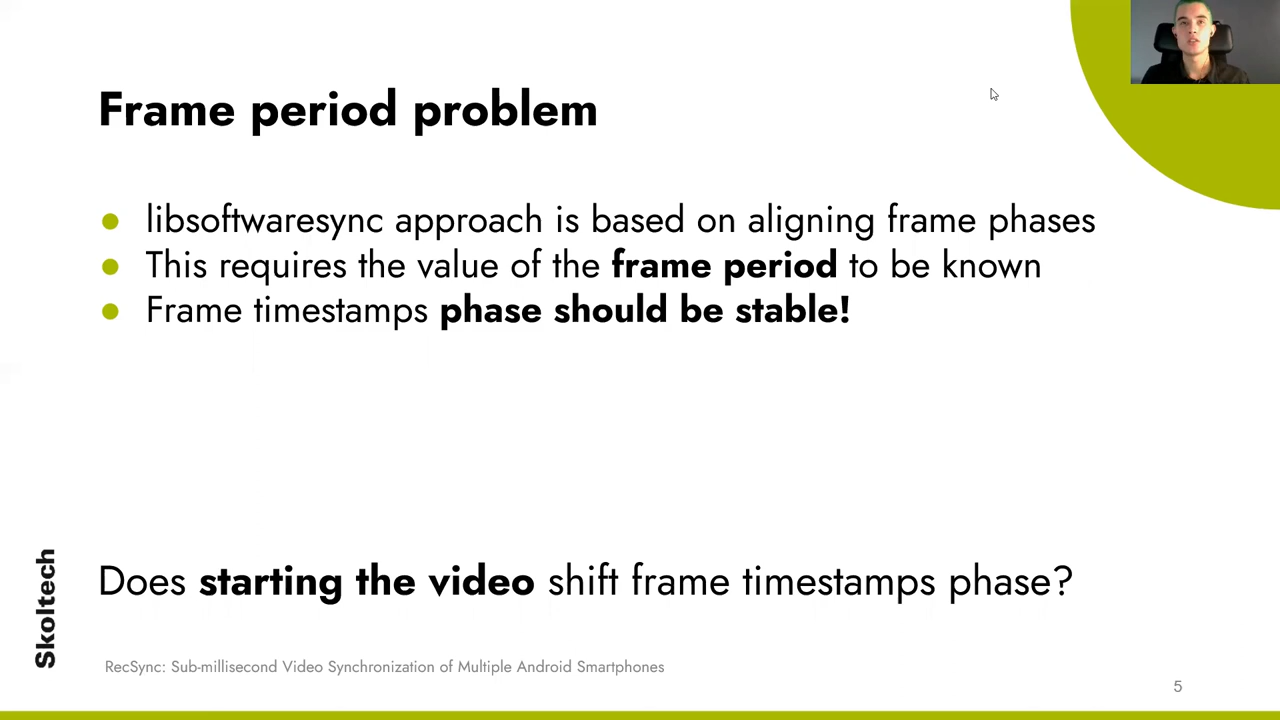 Frame period problem
● libsoftwaresync approach is based on aligning frame phases
● This requires the value of the frame period to be known
● Frame timestamps phase should be stable!
Does starting the video shift frame timestamps phase?
Skoltech
RecSync: Sub-millisecond Video Synchronization of Multiple Android Smartphones
5